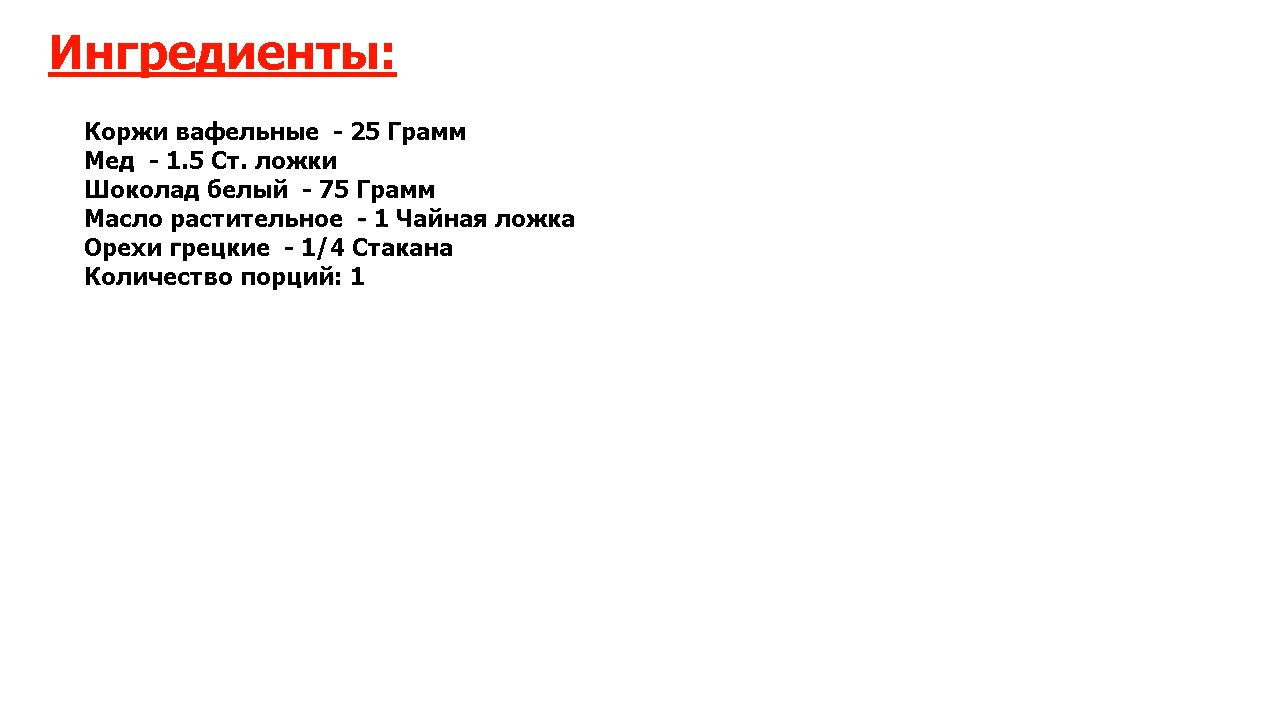 Ингредиенты:
Коржи вафельные - 25 Грамм
Мед - 1.5 Ст. ложки
Шоколад белый - 75 Грамм
Масло растительное - 1 Чайная ложка
Орехи грецкие - 1/4 Стакана
Количество порций: 1